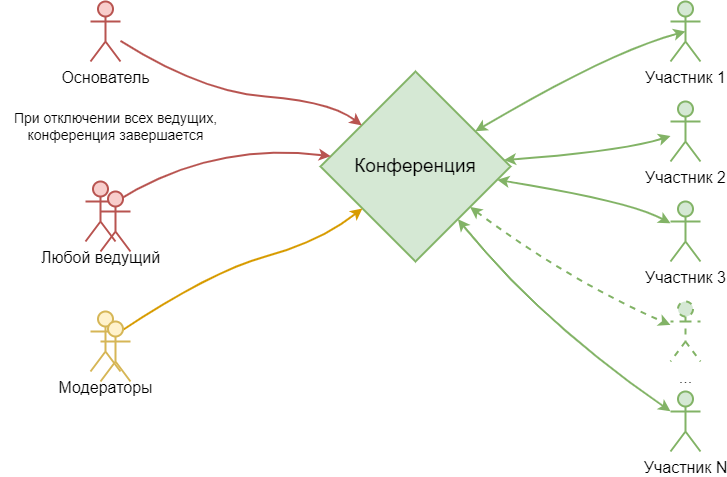 Основатель
При отключении всех ведущих,
конференция завершается
Любой ведущий
Модераторы
Конференция
Участник 1
Участник 2
Участник 3
...
Участник N